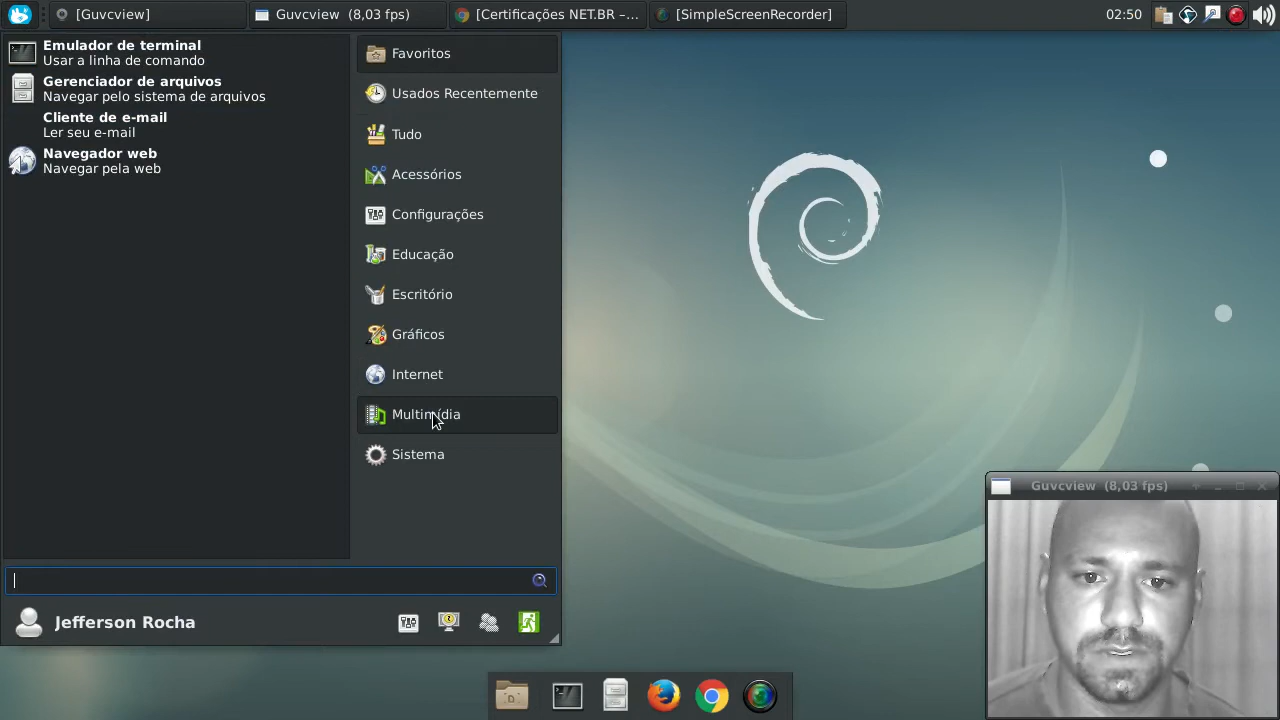 [Guvcview]
Guvcview (8,03 fps)
[Certificações NET.BR –...
[SimpleScreenRecorder]
02:50
Emulador de terminal
Usar a linha de comando
Gerenciador de arquivos
Navegar pelo sistema de arquivos
Cliente de e-mail
Ler seu e-mail
Navegador web
Navegar pela web
Favoritos
Usados Recentemente
Tudo
Acessórios
Configurações
Educação
Escritório
Gráficos
Internet
Multimídia
Sistema
Jefferson Rocha
Guvcview (8,03 fps)